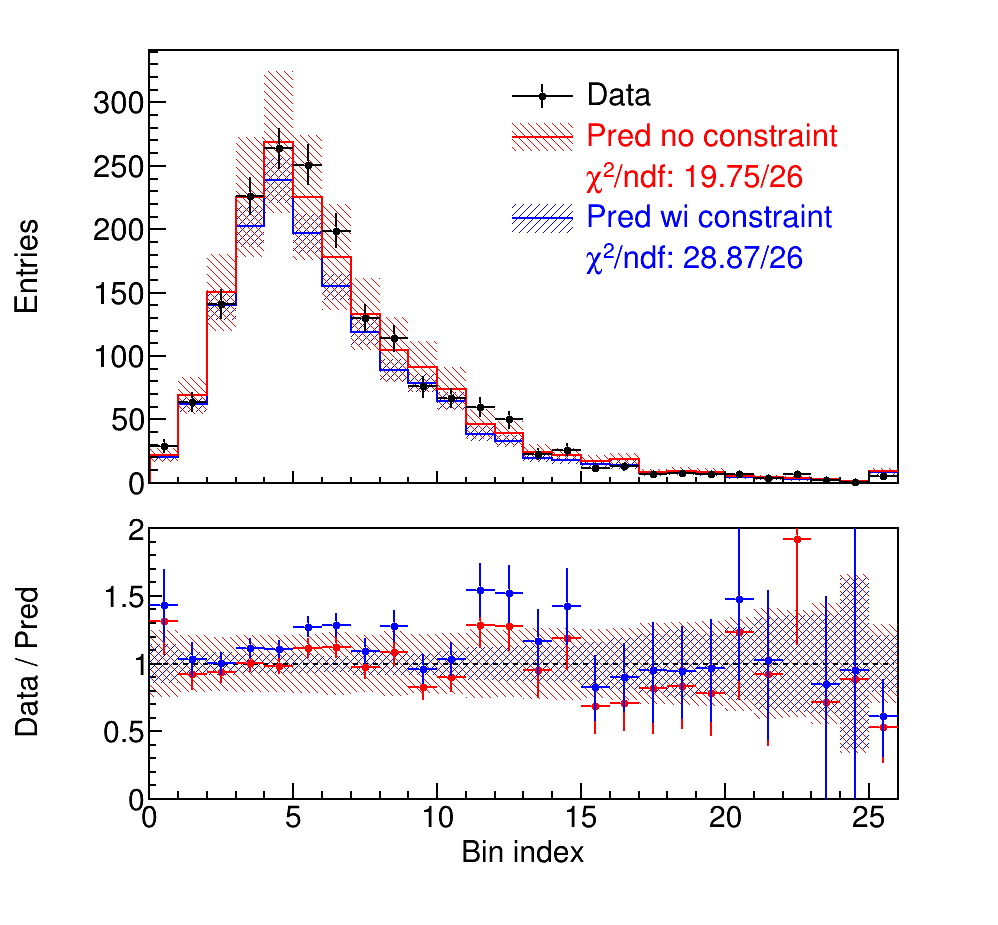 300
250
200
150
100
50
0
Entries
Data
Pred no constraint
χ²/ndf: 19.75/26
Pred wi constraint
χ²/ndf: 28.87/26
2
1.5
1
0.5
0
Data / Pred
0 5 10 15 20 25
Bin index